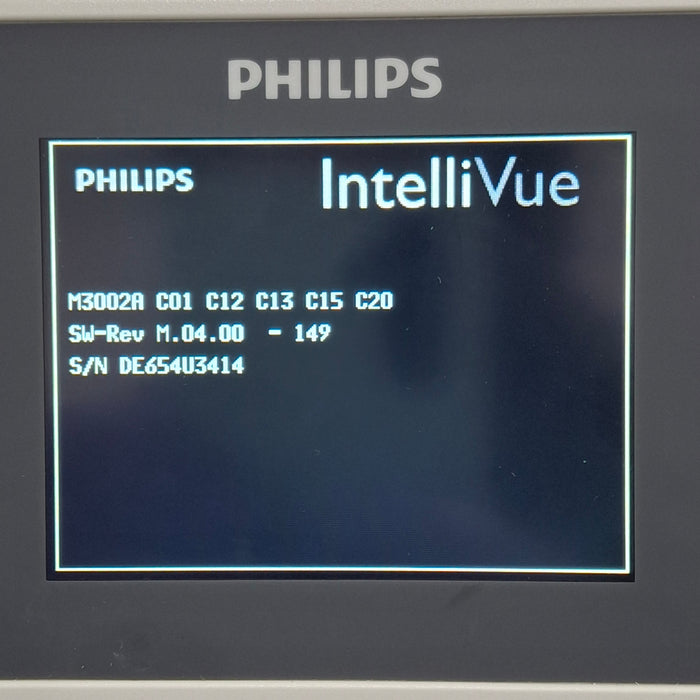 PHILIPS
PHILIPS IntelliVue
M3002A C01 C12 C13 C15 C20
SW-Rev M.04.00 - 149
S/N DE654U3414